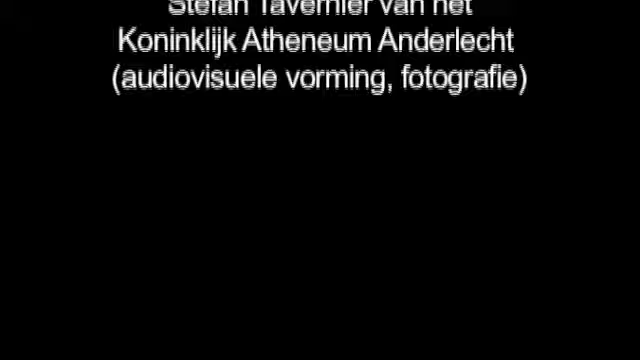 Stefan Tavernier van het
Koninklijk Atheneum Anderlecht
(audiovisuele vorming, fotografie)